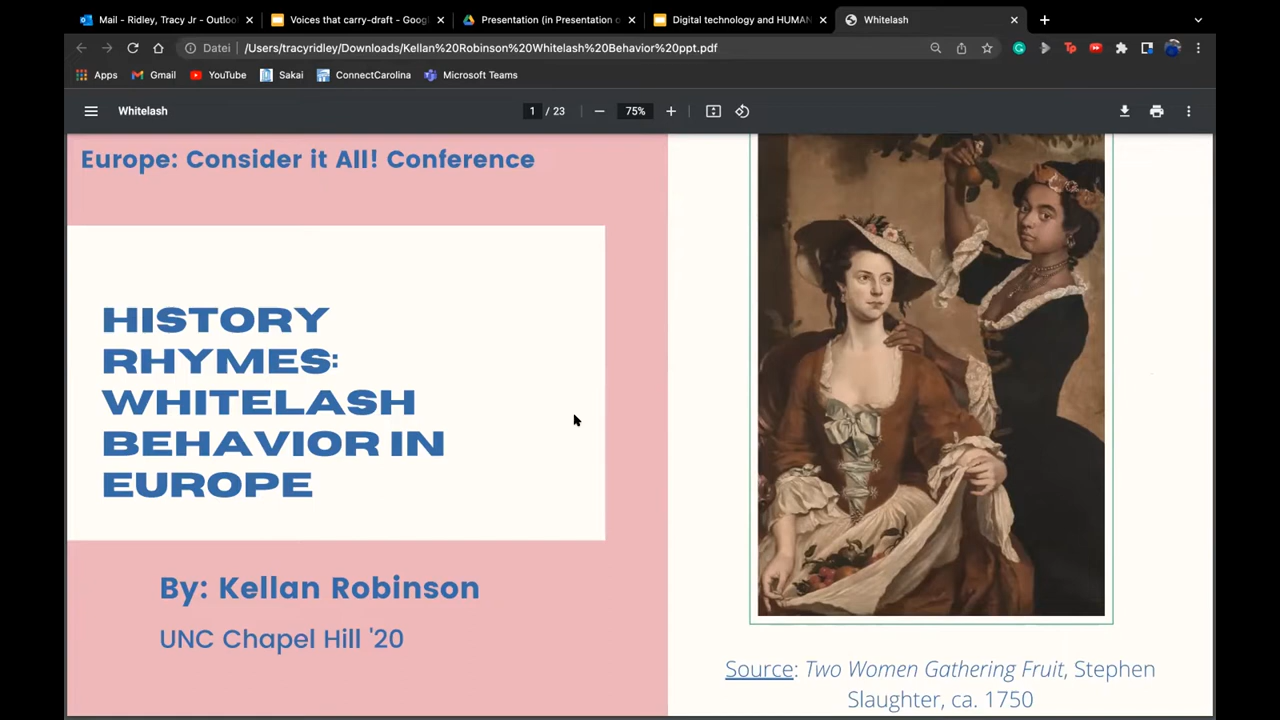 Mail - Ridley, Tracy Jr - Outloo
Voices that carry-draft - Goog
Presentation (in Presentation o
Digital technology and HUMAN
Whitelash
Datei
/Users/tracyridley/Downloads/Kellan%20Robinson%20Whitelash%20Behavior%20ppt.pdf
Apps
Gmail
YouTube
Sakai
ConnectCarolina
Microsoft Teams
Whitelash
1 / 23
75%
Europe: Consider it All! Conference
HISTORY
RHYMES:
WHITELASH
BEHAVIOR IN
EUROPE
By: Kellan Robinson
UNC Chapel Hill '20
Source: Two Women Gathering Fruit, Stephen
Slaughter, ca. 1750